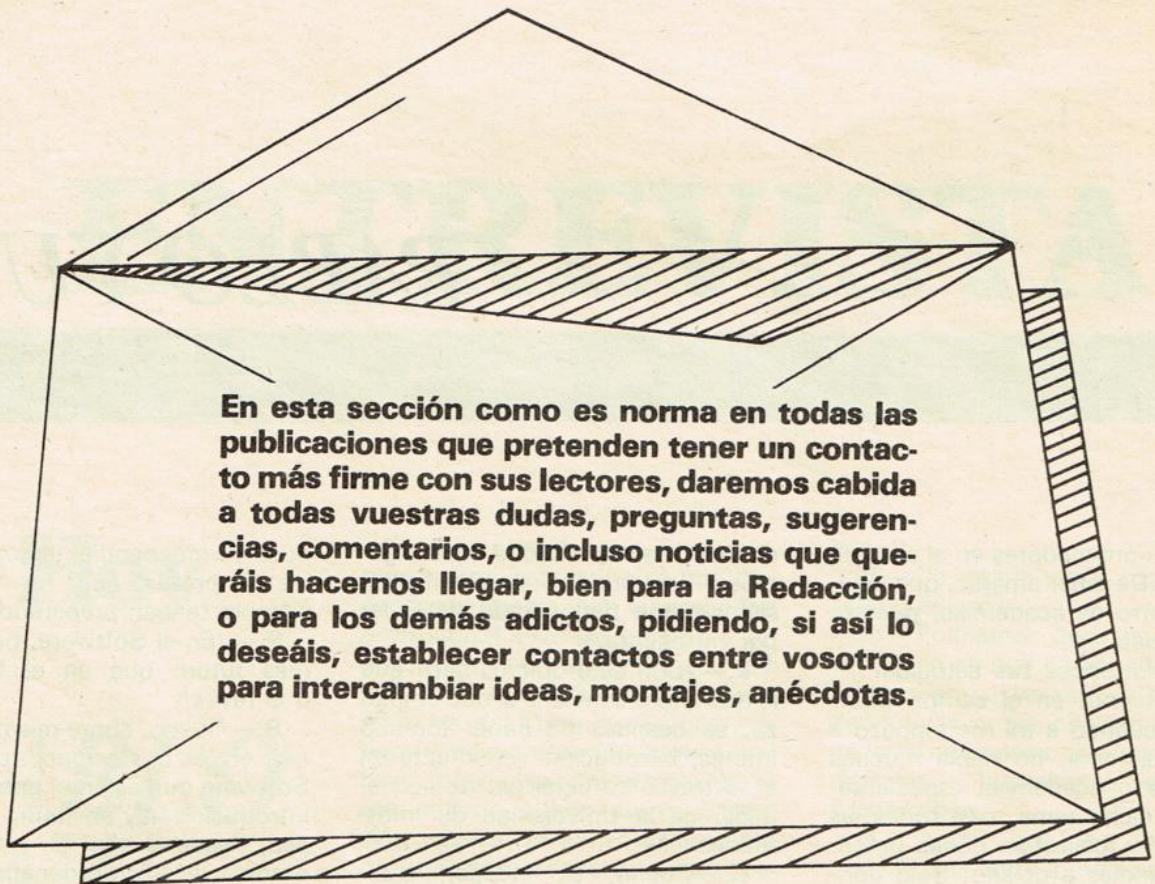 En esta sección como es norma en todas las
publicaciones que pretenden tener un contac-
to más firme con sus lectores, daremos cabida
a todas vuestras dudas, preguntas, sugeren-
cias, comentarios, o incluso noticias que que-
ráis hacernos llegar, bien para la Redacción,
o para los demás adictos, pidiendo, si así lo
deseáis, establecer contactos entre vosotros
para intercambiar ideas, montajes, anécdotas.